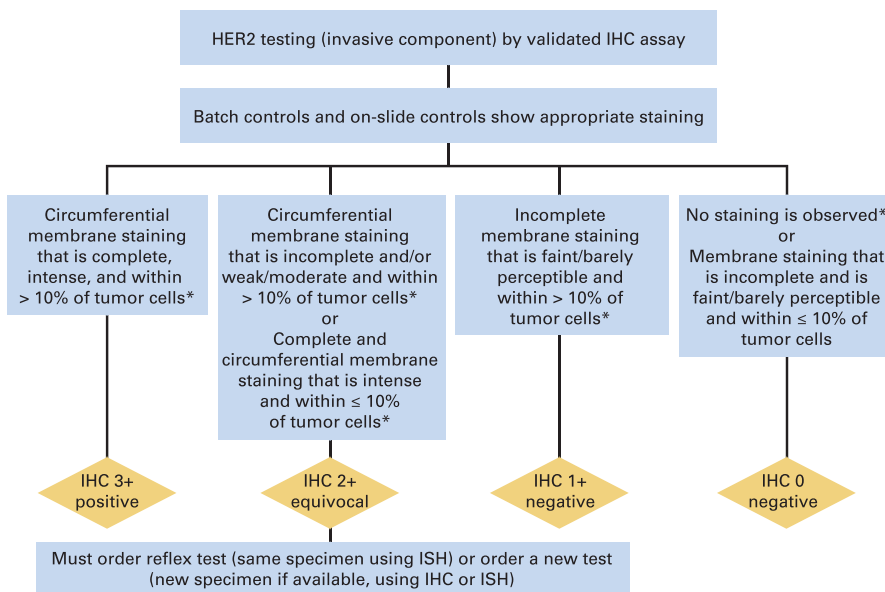 HER2 testing (invasive component) by validated IHC assay
Batch controls and on-slide controls show appropriate staining
Circumferential
membrane staining
that is complete,
intense, and within
> 10% of tumor cells*
Circumferential
membrane staining
that is incomplete and/or
weak/moderate and within
> 10% of tumor cells*
or
Complete and
circumferential membrane
staining that is intense
and within ≤ 10%
of tumor cells*
Incomplete
membrane staining
that is faint/barely
perceptible and
within > 10% of
tumor cells*
No staining is observed*
or
Membrane staining that
is incomplete and is
faint/barely perceptible
and within ≤ 10% of
tumor cells
IHC 3+
positive
IHC 2+
equivocal
IHC 1+
negative
IHC 0
negative
Must order reflex test (same specimen using ISH) or order a new test
(new specimen if available, using IHC or ISH)